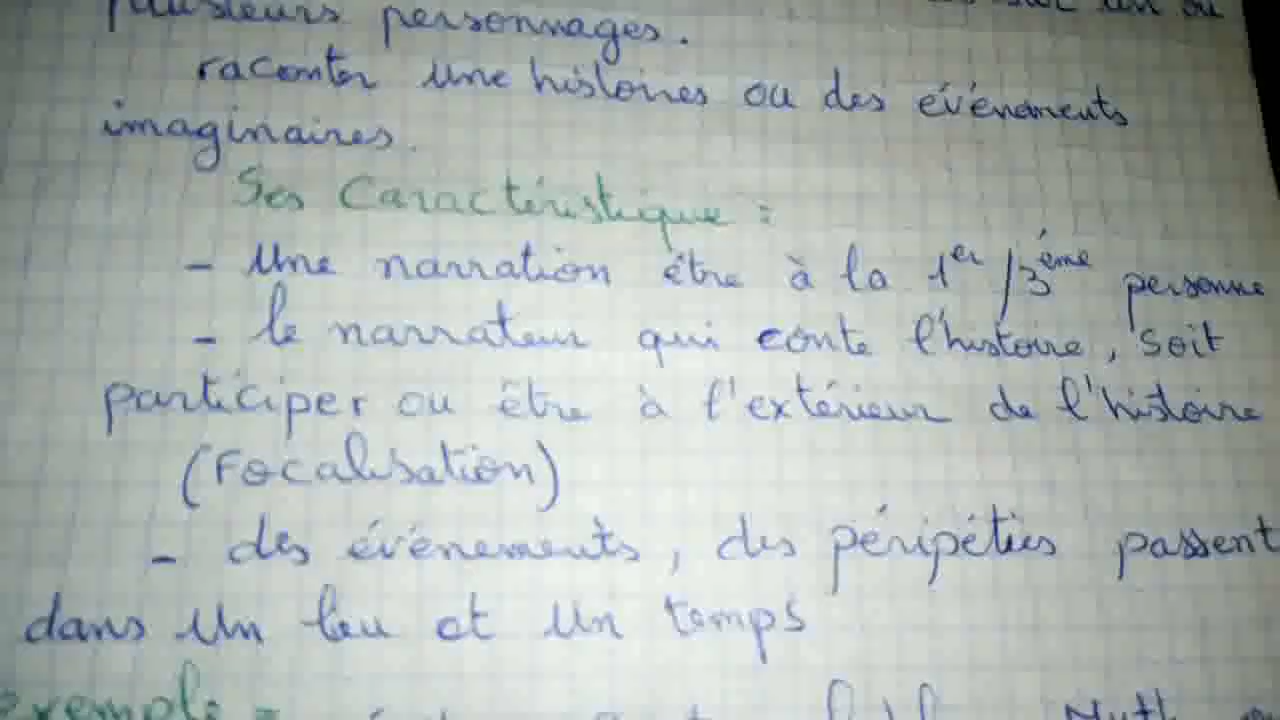 plusieurs personnages.
raconter une histoires ou des événements
imaginaires.
Ses Caractéristique :
- Une narration être à la 1er / 3ème personne
- le narrateur qui conte l'histoire, soit
participer ou être à l'extérieur de l'histoire
(Focalisation)
- des événements, des péripéties passent
dans un lieu et un temps
exemple :